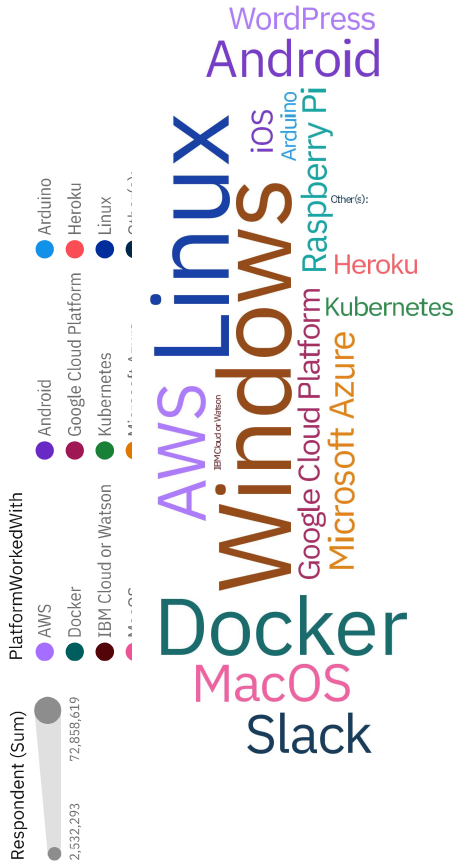 WordPress
Android
iOS
Arduino
Raspberry Pi
Other(s):
Linux
Windows
Heroku
Kubernetes
AWS
IBM Cloud or Watson
Google Cloud Platform
Microsoft Azure
Docker
MacOS
Slack
Respondent (Sum)
2,532,293
72,858,619
PlatformWorkedWith
AWS
Android
Arduino
Docker
Google Cloud Platform
Heroku
IBM Cloud or Watson
Kubernetes
Linux